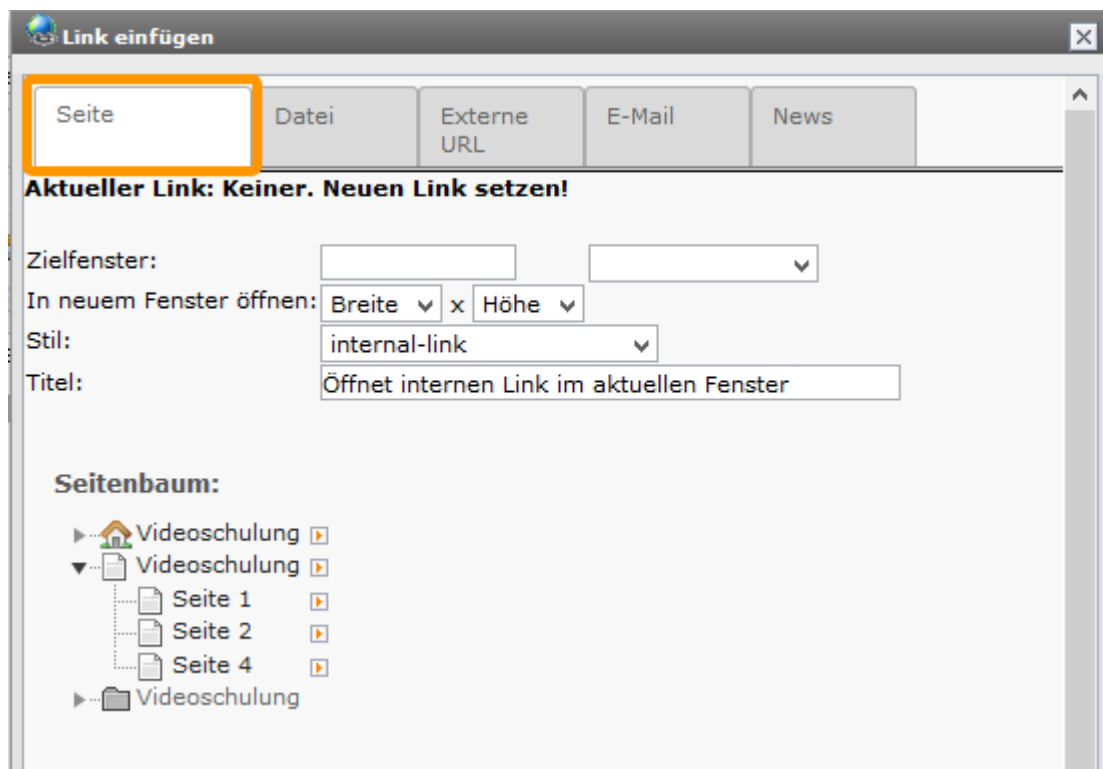 Link einfügen
Seite Datei Externe URL E-Mail News
Aktueller Link: Keiner. Neuen Link setzen!
Zielfenster:
In neuem Fenster öffnen: Breite x Höhe
Stil: internal-link
Titel: Öffnet internen Link im aktuellen Fenster
Seitenbaum:
Videoschulung
Videoschulung
Seite 1
Seite 2
Seite 4
Videoschulung